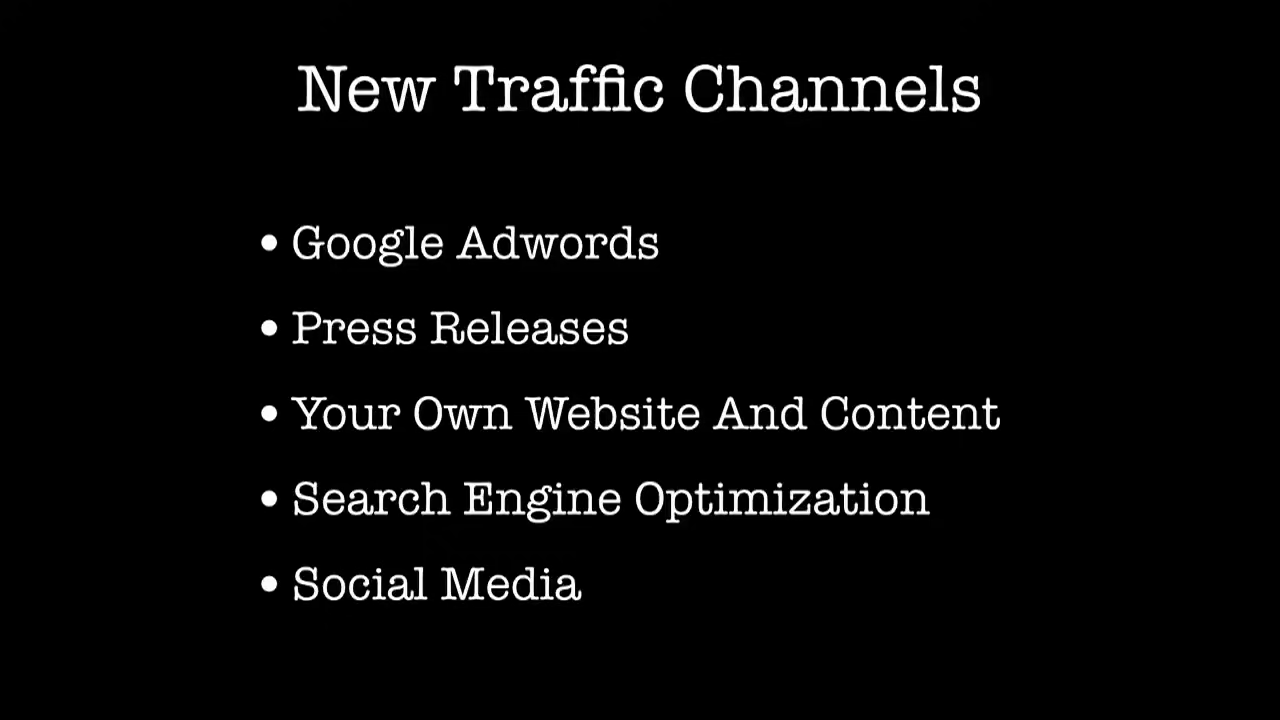 New Traffic Channels
• Google Adwords
• Press Releases
• Your Own Website And Content
• Search Engine Optimization
• Social Media